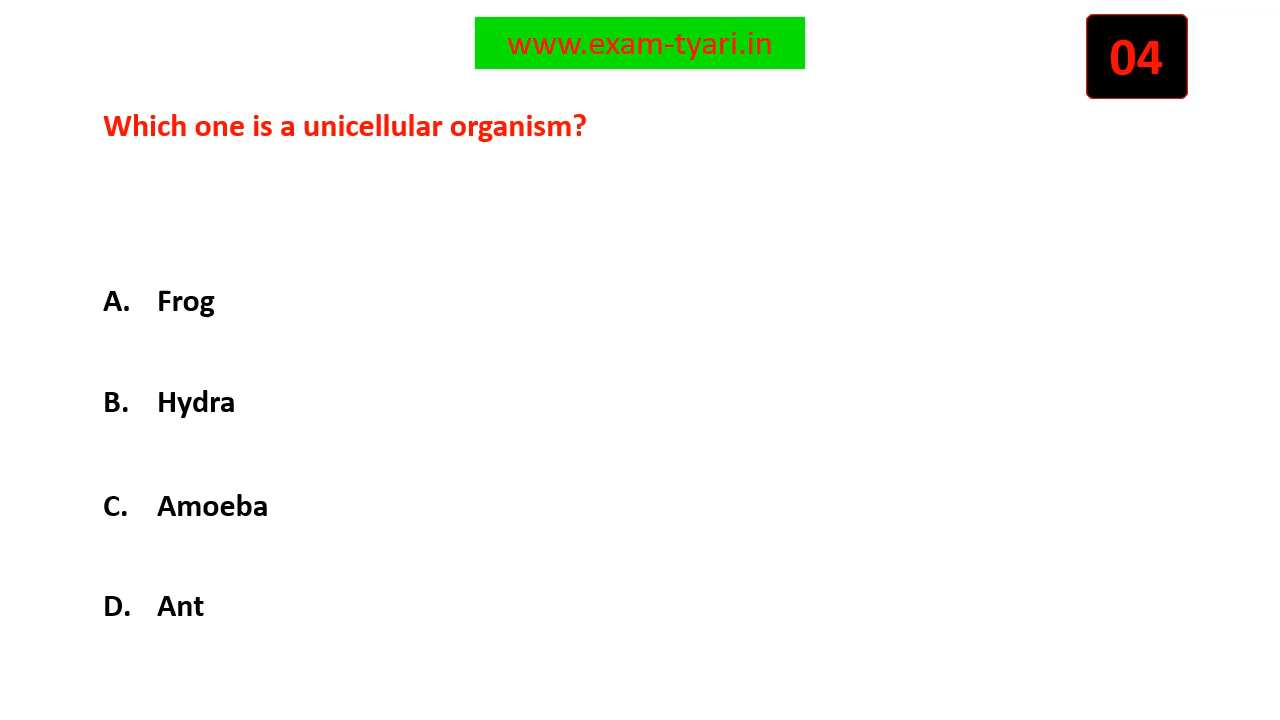 www.exam-tyari.in
04
Which one is a unicellular organism?
A. Frog
B. Hydra
C. Amoeba
D. Ant